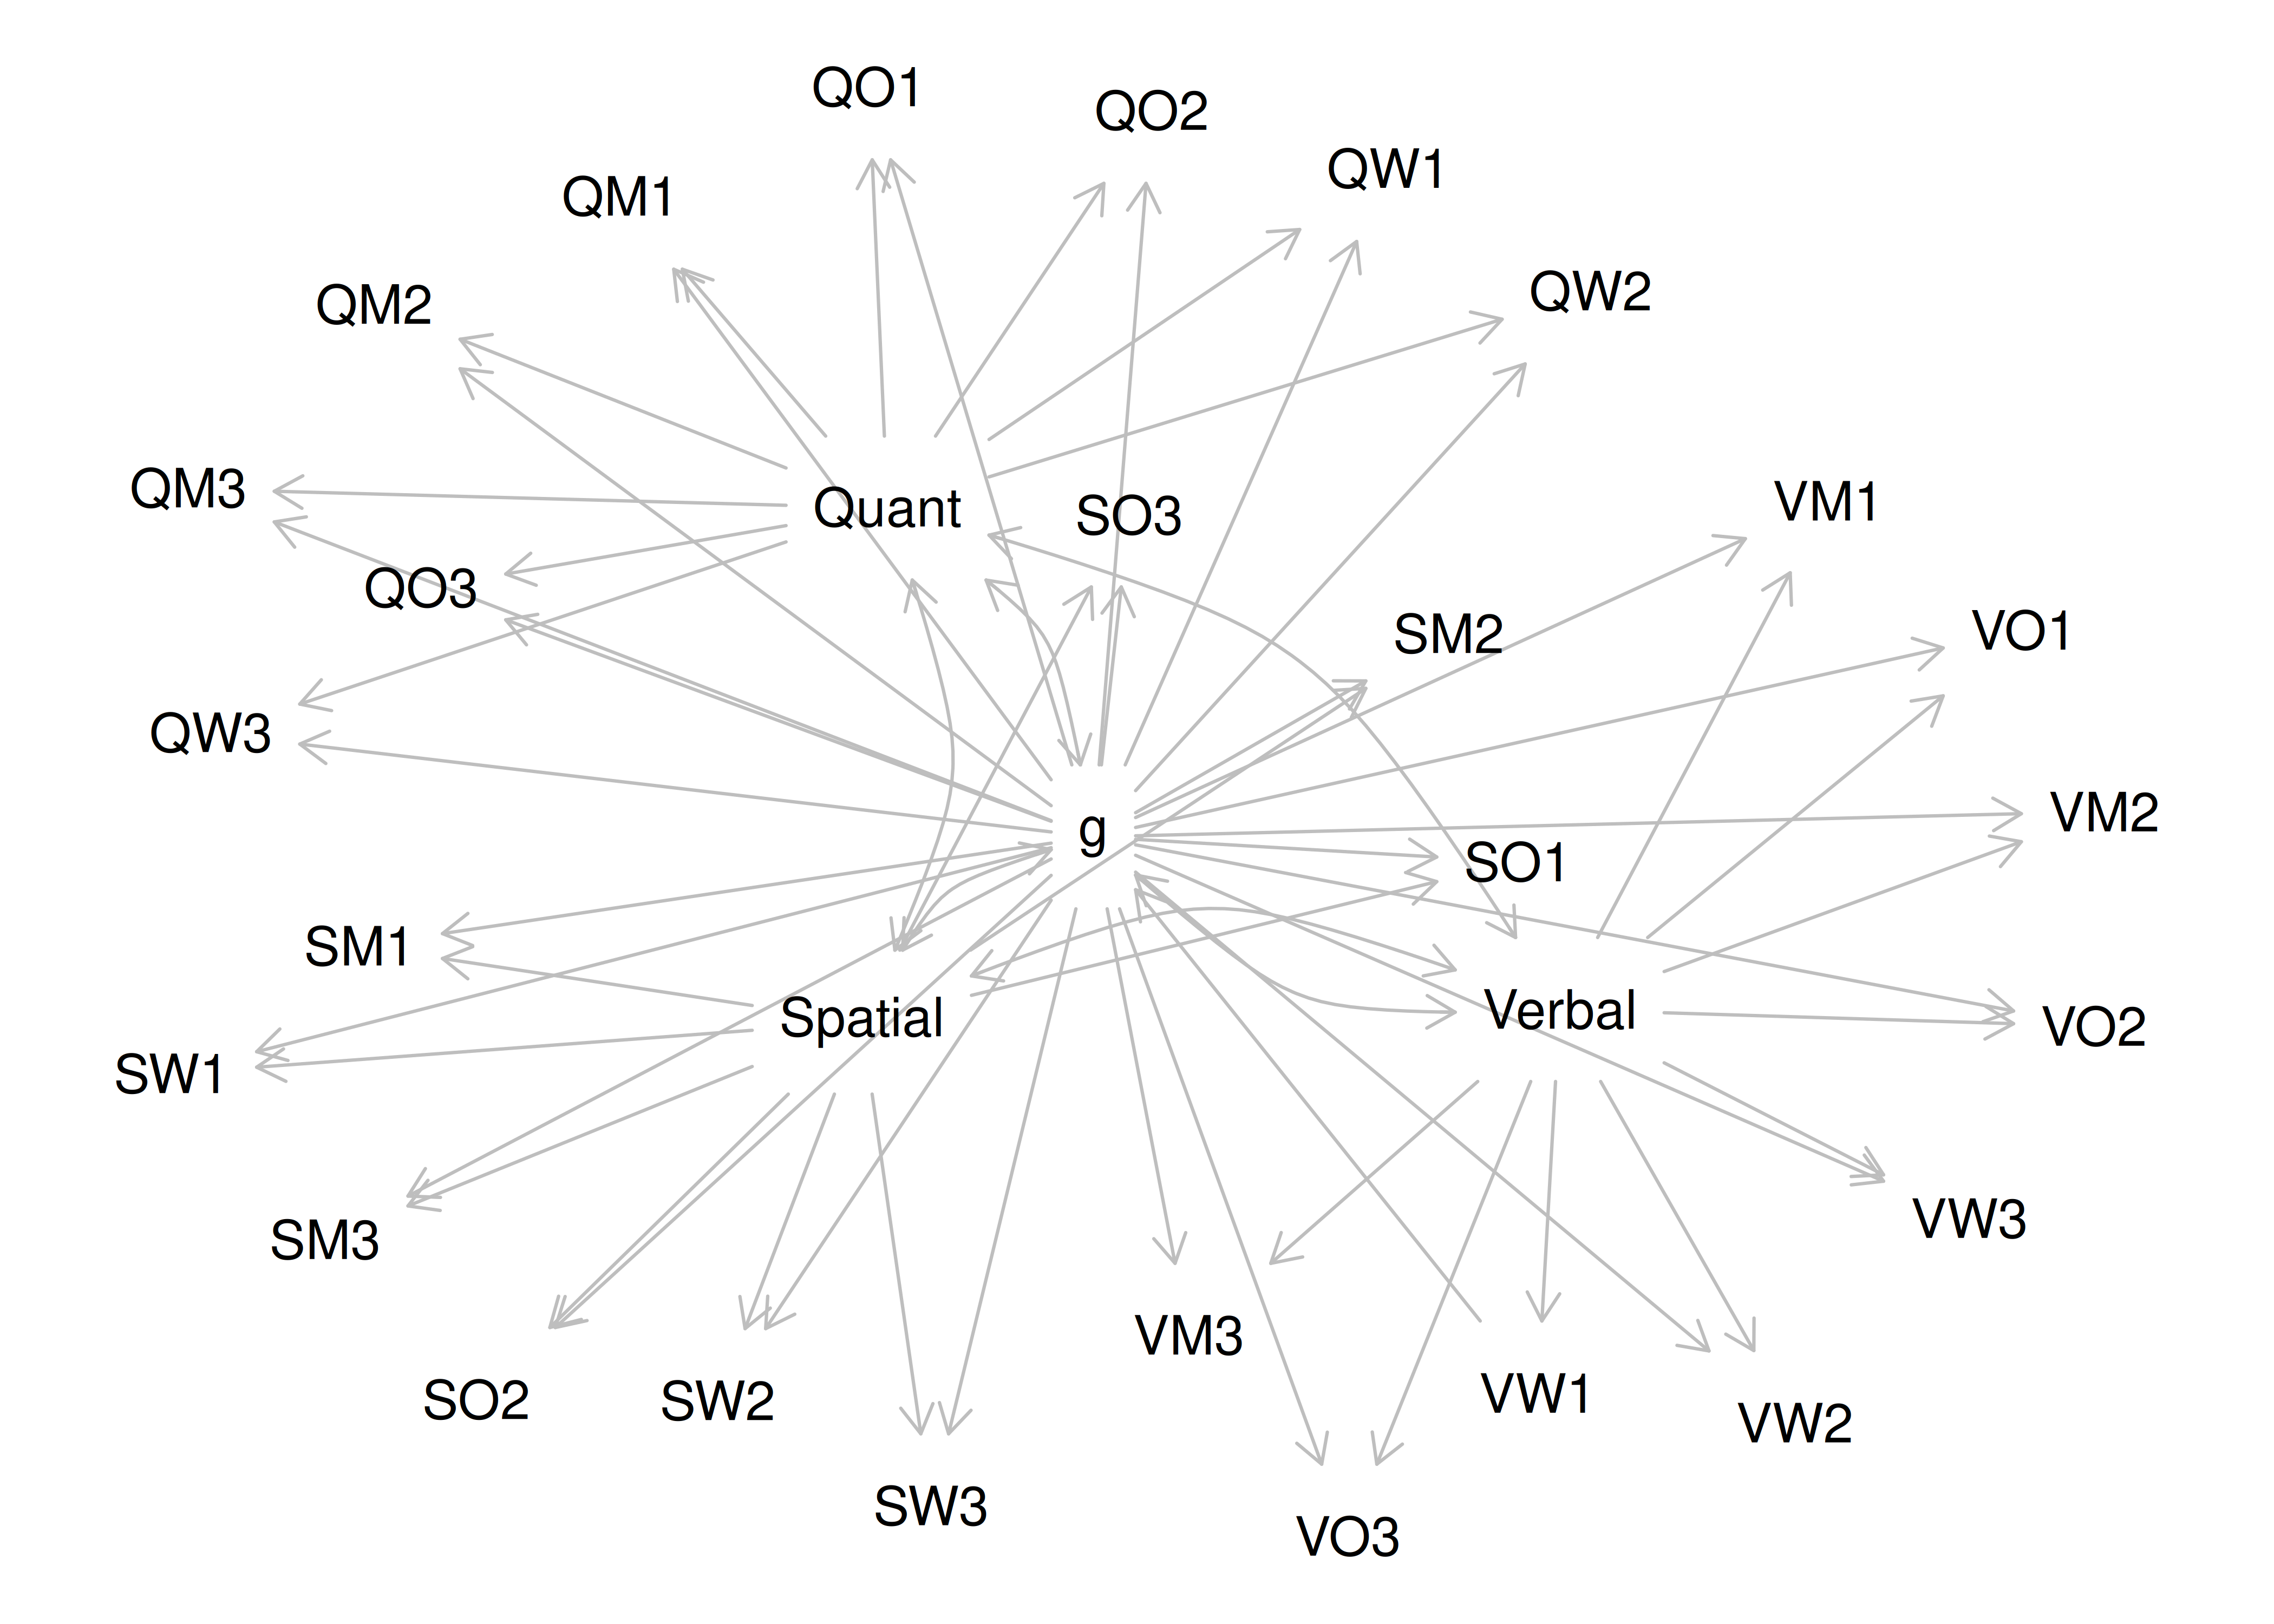 QO1
QO2
QW1
QM1
QW2
QM2
QM3
Quant
SO3
VM1
QO3
SM2
VO1
QW3
g
VM2
SO1
SM1
Spatial
Verbal
VO2
SW1
SM3
VW3
VM3
SO2
SW2
VW1
VW2
SW3
VO3